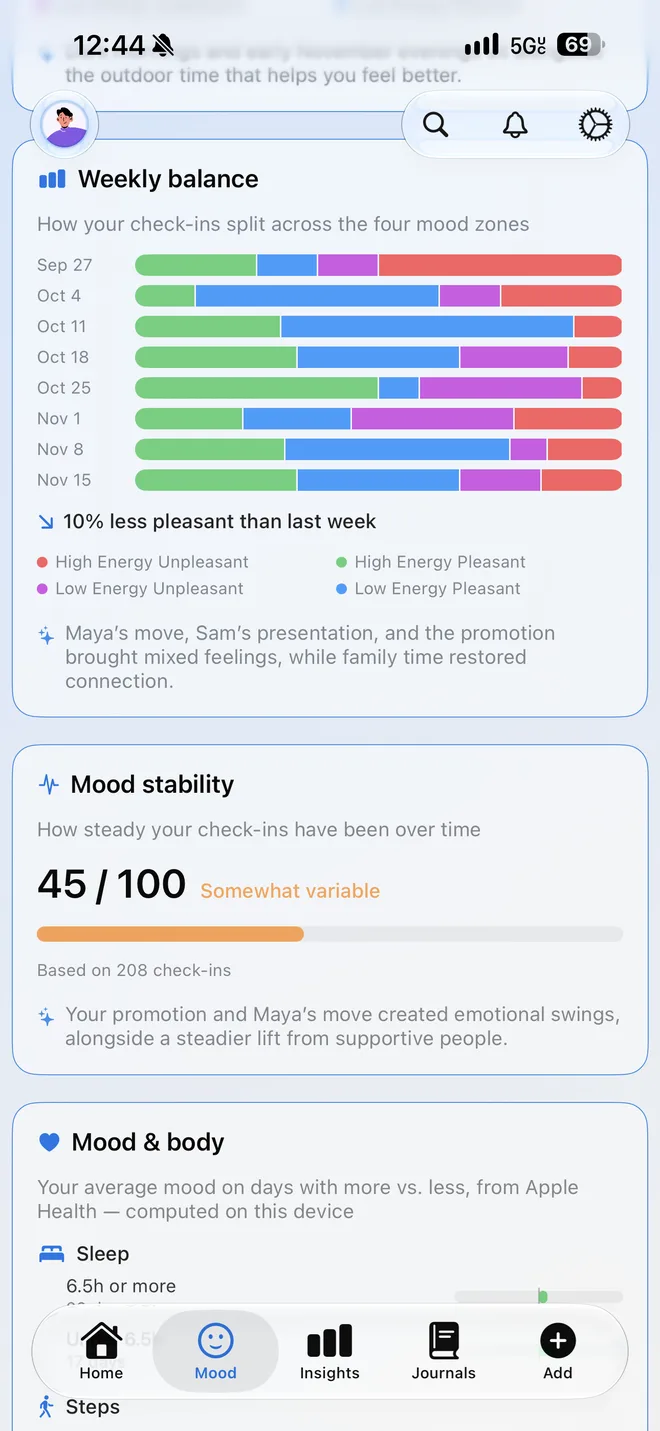 12:44
5G
69
the outdoor time that helps you feel better.
Weekly balance
How your check-ins split across the four mood zones
Sep 27
Oct 4
Oct 11
Oct 18
Oct 25
Nov 1
Nov 8
Nov 15
10% less pleasant than last week
High Energy Unpleasant
High Energy Pleasant
Low Energy Unpleasant
Low Energy Pleasant
Maya’s move, Sam’s presentation, and the promotion
brought mixed feelings, while family time restored
connection.
Mood stability
How steady your check-ins have been over time
45 / 100 Somewhat variable
Based on 208 check-ins
Your promotion and Maya’s move created emotional swings,
alongside a steadier lift from supportive people.
Mood & body
Your average mood on days with more vs. less, from Apple
Health — computed on this device
Sleep
6.5h or more
Home
Mood
Insights
Journals
Add
Steps